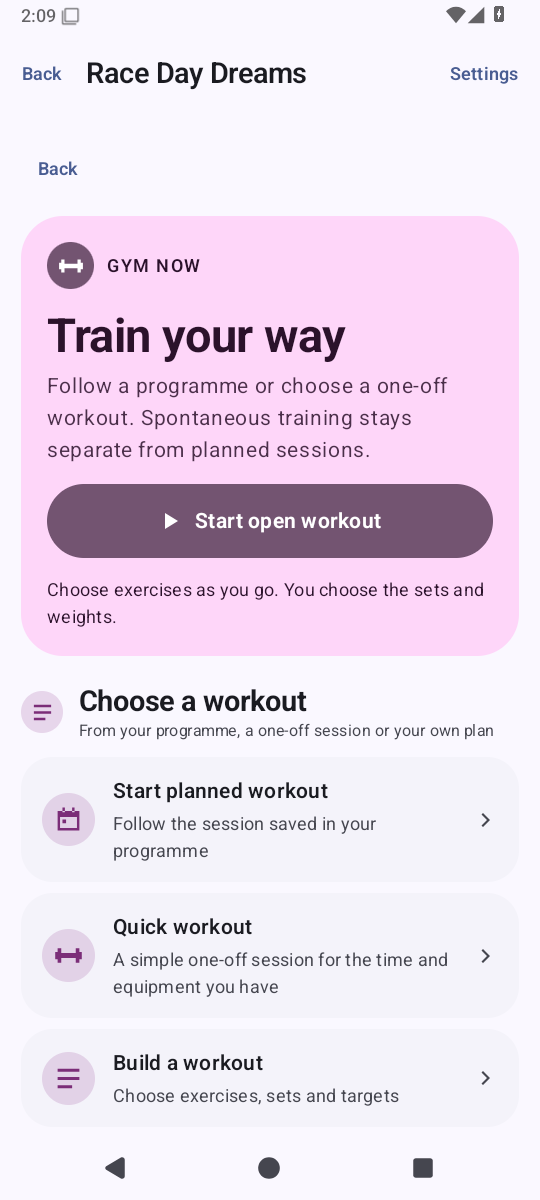 2:09
Back Race Day Dreams Settings
Back
GYM NOW
Train your way
Follow a programme or choose a one-off
workout. Spontaneous training stays
separate from planned sessions.
Start open workout
Choose exercises as you go. You choose the sets and
weights.
Choose a workout
From your programme, a one-off session or your own plan
Start planned workout
Follow the session saved in your
programme
Quick workout
A simple one-off session for the time and
equipment you have
Build a workout
Choose exercises, sets and targets